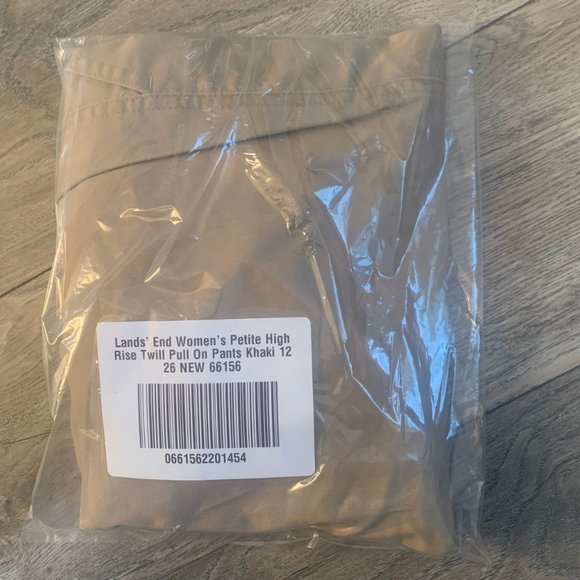 Lands' End Women's Petite High
Rise Twill Pull On Pants Khaki 12
26 NEW 66156
0661562201454